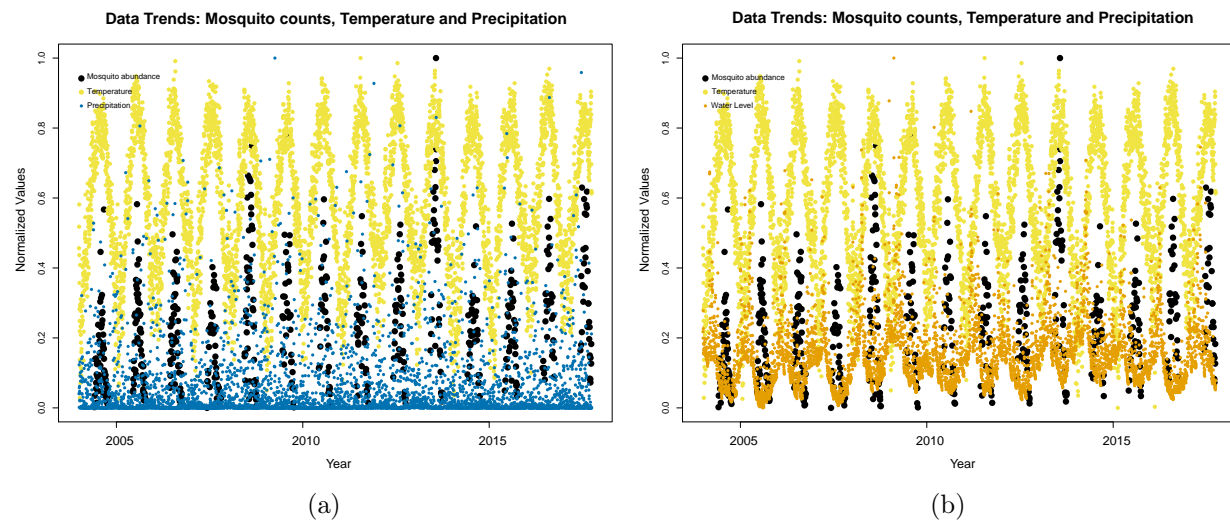 Data Trends: Mosquito counts, Temperature and Precipitation
Normalized Values
1.0
0.8
0.6
0.4
0.2
0.0
Mosquito abundance
Temperature
Precipitation
2005
2010
2015
Year
(a)
Data Trends: Mosquito counts, Temperature and Precipitation
Normalized Values
1.0
0.8
0.6
0.4
0.2
0.0
Mosquito abundance
Temperature
Water Level
2005
2010
2015
Year
(b)